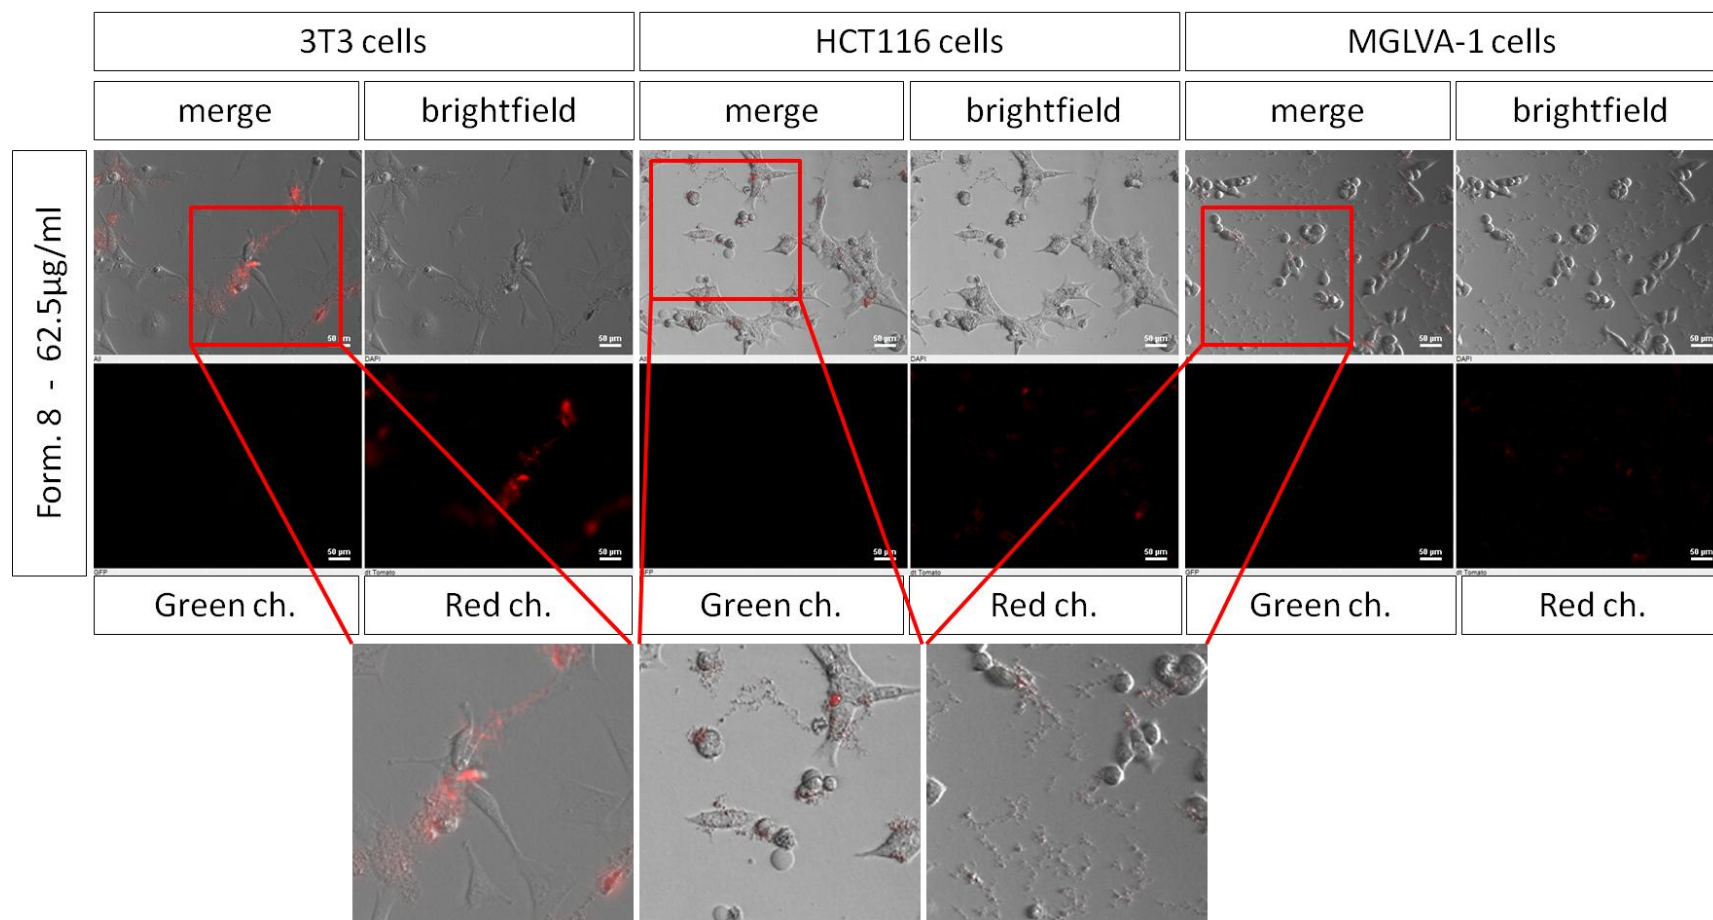 3T3 cells
HCT116 cells
MGLVA-1 cells
merge
brightfield
merge
brightfield
merge
brightfield
Form. 8 - 62.5µg/ml
50 µm
50 µm
50 µm
50 µm
50 µm
50 µm
All
DAPI
DAPI
DAPI
50 µm
50 µm
50 µm
50 µm
50 µm
50 µm
GFP
dt Tomato
dt Tomato
GFP
dt Tomato
Green ch.
Red ch.
Green ch.
Red ch.
Green ch.
Red ch.